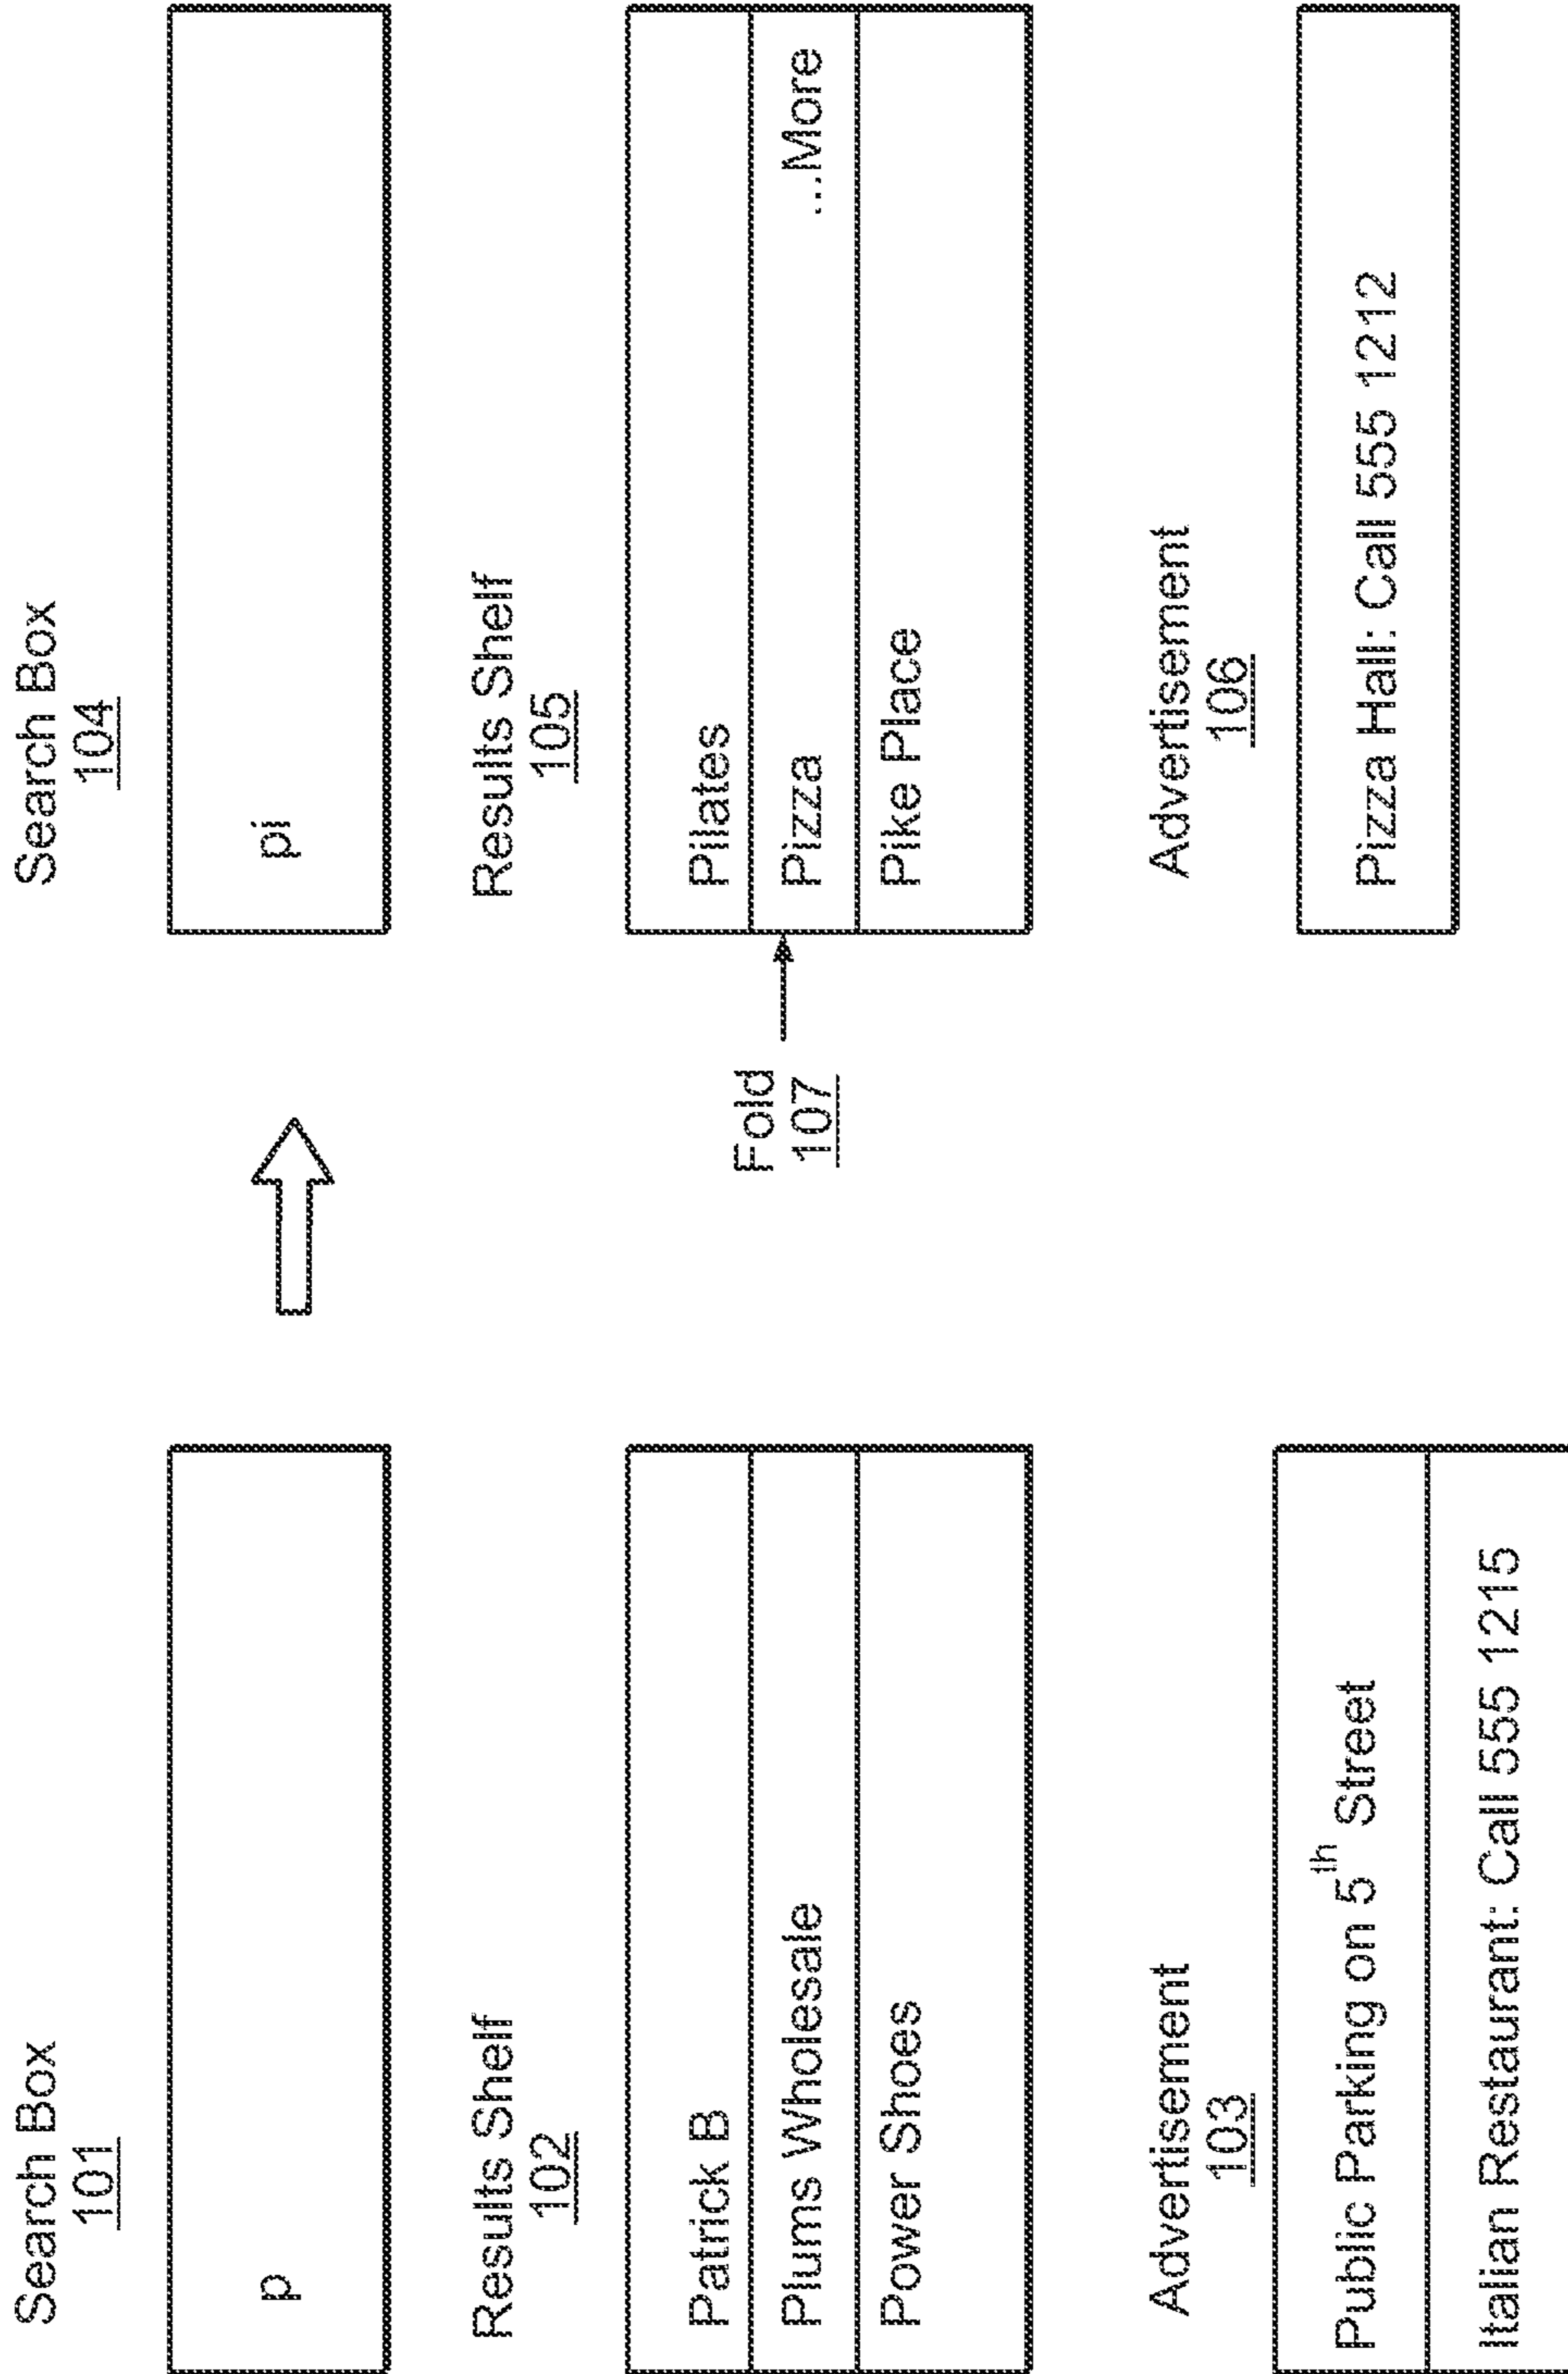 Search Box
101
p
Results Shelf
102
Patrick B
Plums Wholesale
Power Shoes
Advertisement
103
Public Parking on 5th Street
Italian Restaurant: Call 555 1215
Search Box
104
pi
Results Shelf
105
Fold
107
Pilates
Pizza ...More
Pike Place
Advertisement
106
Pizza Hall: Call 555 1212